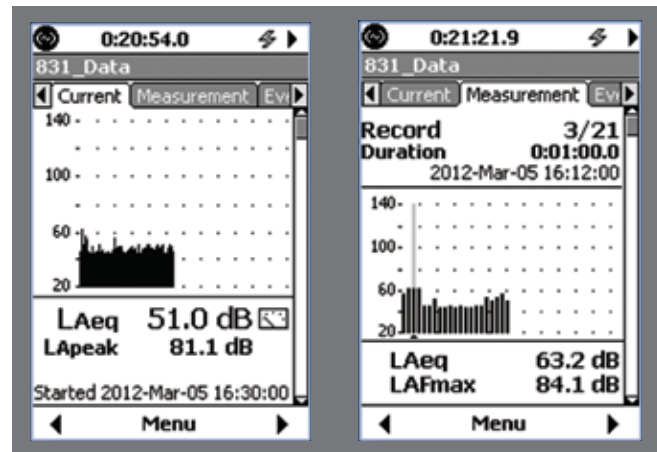 0:20:54.0
831_Data
Current Measurement Eve
140
100
60
20
LAeq 51.0 dB
LApeak 81.1 dB
Started 2012-Mar-05 16:30:00
Menu
0:21:21.9
831_Data
Current Measurement Eve
Record 3/21
Duration 0:01:00.0
2012-Mar-05 16:12:00
140
100
60
20
LAeq 63.2 dB
LAFmax 84.1 dB
Menu